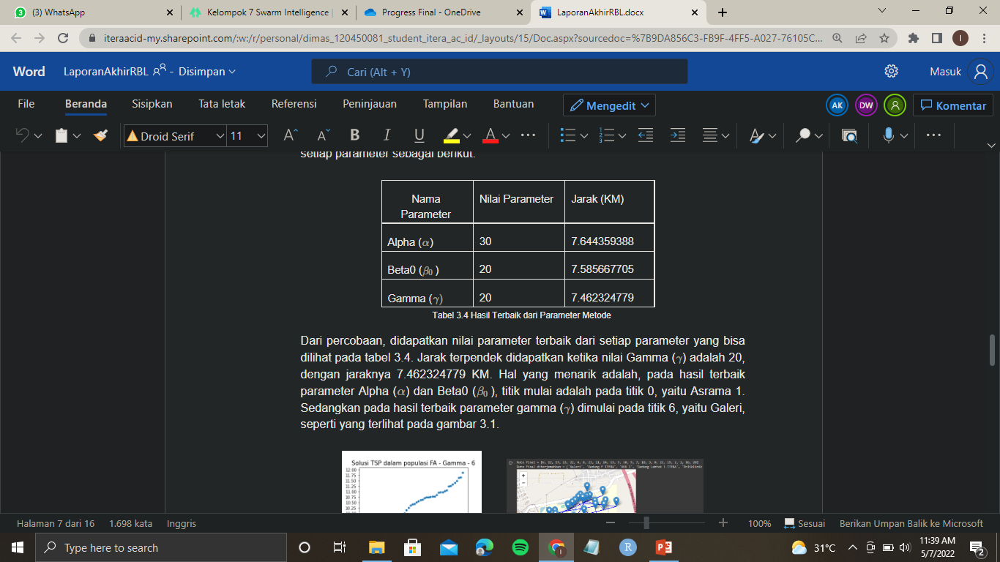 (3) WhatsApp
Kelompok 7 Swarm Intelligence |
Progress Final - OneDrive
LaporanAkhirRBL.docx
iteraacid-my.sharepoint.com/:w:/r/personal/dimas_120450081_student_itera_ac_id/_layouts/15/Doc.aspx?sourcedoc=%7B9DA856C3-FB9F-4FF5-A027-76105C...
I
Word
LaporanAkhirRBL
- Disimpan
Cari (Alt + Y)
Masuk
File
Beranda
Sisipkan
Tata letak
Referensi
Peninjauan
Tampilan
Bantuan
Mengedit
AK
DW
Komentar
Droid Serif
11
B
I
U
setiap parameter sebagai berikut.
Nama Parameter
Nilai Parameter
Jarak (KM)
Alpha (α)
30
7.644359388
Beta0 (β0 )
20
7.585667705
Gamma (γ)
20
7.462324779
Tabel 3.4 Hasil Terbaik dari Parameter Metode
Dari percobaan, didapatkan nilai parameter terbaik dari setiap parameter yang bisa
dilihat pada tabel 3.4. Jarak terpendek didapatkan ketika nilai Gamma (γ) adalah 20,
dengan jaraknya 7.462324779 KM. Hal yang menarik adalah, pada hasil terbaik
parameter Alpha (α) dan Beta0 (β0 ), titik mulai adalah pada titik 0, yaitu Asrama 1.
Sedangkan pada hasil terbaik parameter gamma (γ) dimulai pada titik 6, yaitu Galeri,
seperti yang terlihat pada gambar 3.1.
Solusi TSP dalam populasi FA - Gamma - 6
12.00
11.75
11.50
11.25
11.00
10.75
10.50
10.25
Halaman 7 dari 16
1.698 kata
Inggris
100%
Sesuai
Berikan Umpan Balik ke Microsoft
Type here to search
31°C
11:39 AM
5/7/2022
2